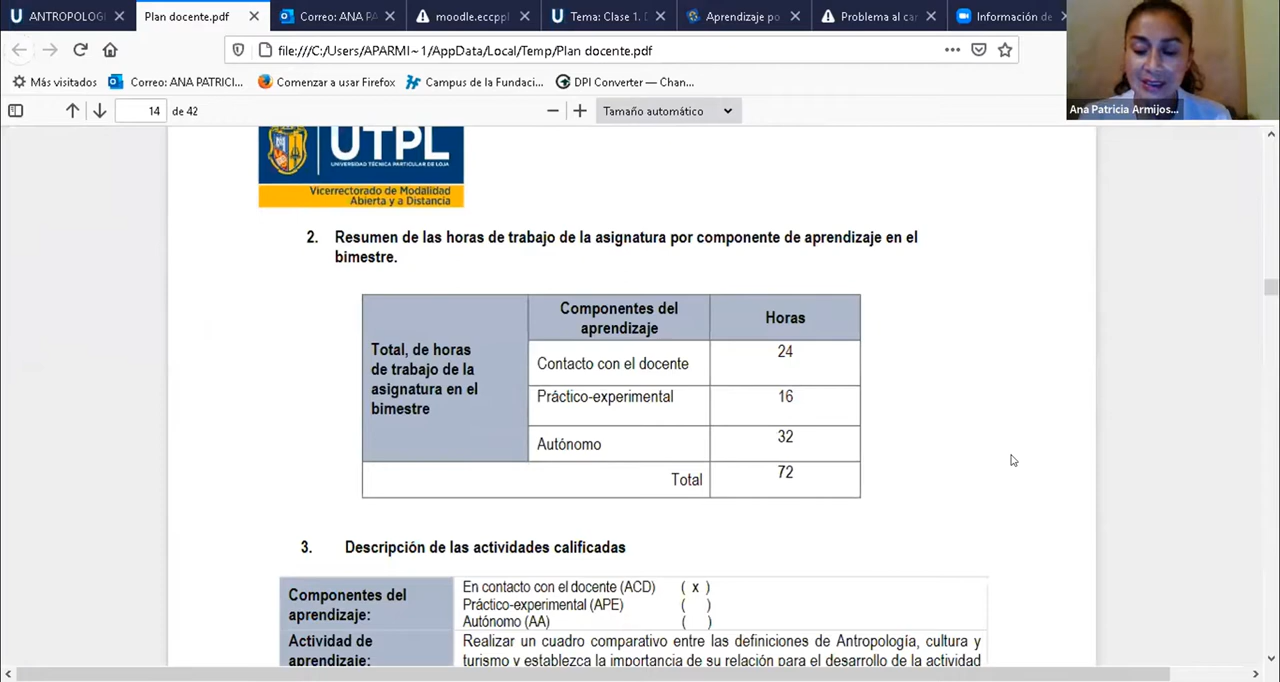 ANTROPOLOGI
Plan docente.pdf
Correo: ANA PA
moodle.eccppl
Tema: Clase 1. D
Aprendizaje po
Problema al car
Información de
file:///C:/Users/APARMI~1/AppData/Local/Temp/Plan docente.pdf
Más visitados
Correo: ANA PATRICI...
Comenzar a usar Firefox
Campus de la Fundaci...
DPI Converter — Chan...
Ana Patricia Armijos...
14 de 42
Tamaño automático
UTPL
UNIVERSIDAD TÉCNICA PARTICULAR DE LOJA
Vicerrectorado de Modalidad
Abierta y a Distancia
2. Resumen de las horas de trabajo de la asignatura por componente de aprendizaje en el
bimestre.
Total, de horas
de trabajo de la
asignatura en el
bimestre
Componentes del
aprendizaje
Horas
Contacto con el docente 24
Práctico-experimental 16
Autónomo 32
Total 72
3. Descripción de las actividades calificadas
Componentes del
aprendizaje:
En contacto con el docente (ACD) ( x )
Práctico-experimental (APE) ( )
Autónomo (AA) ( )
Actividad de
aprendizaje:
Realizar un cuadro comparativo entre las definiciones de Antropología, cultura y
turismo y establezca la importancia de su relación para el desarrollo de la actividad